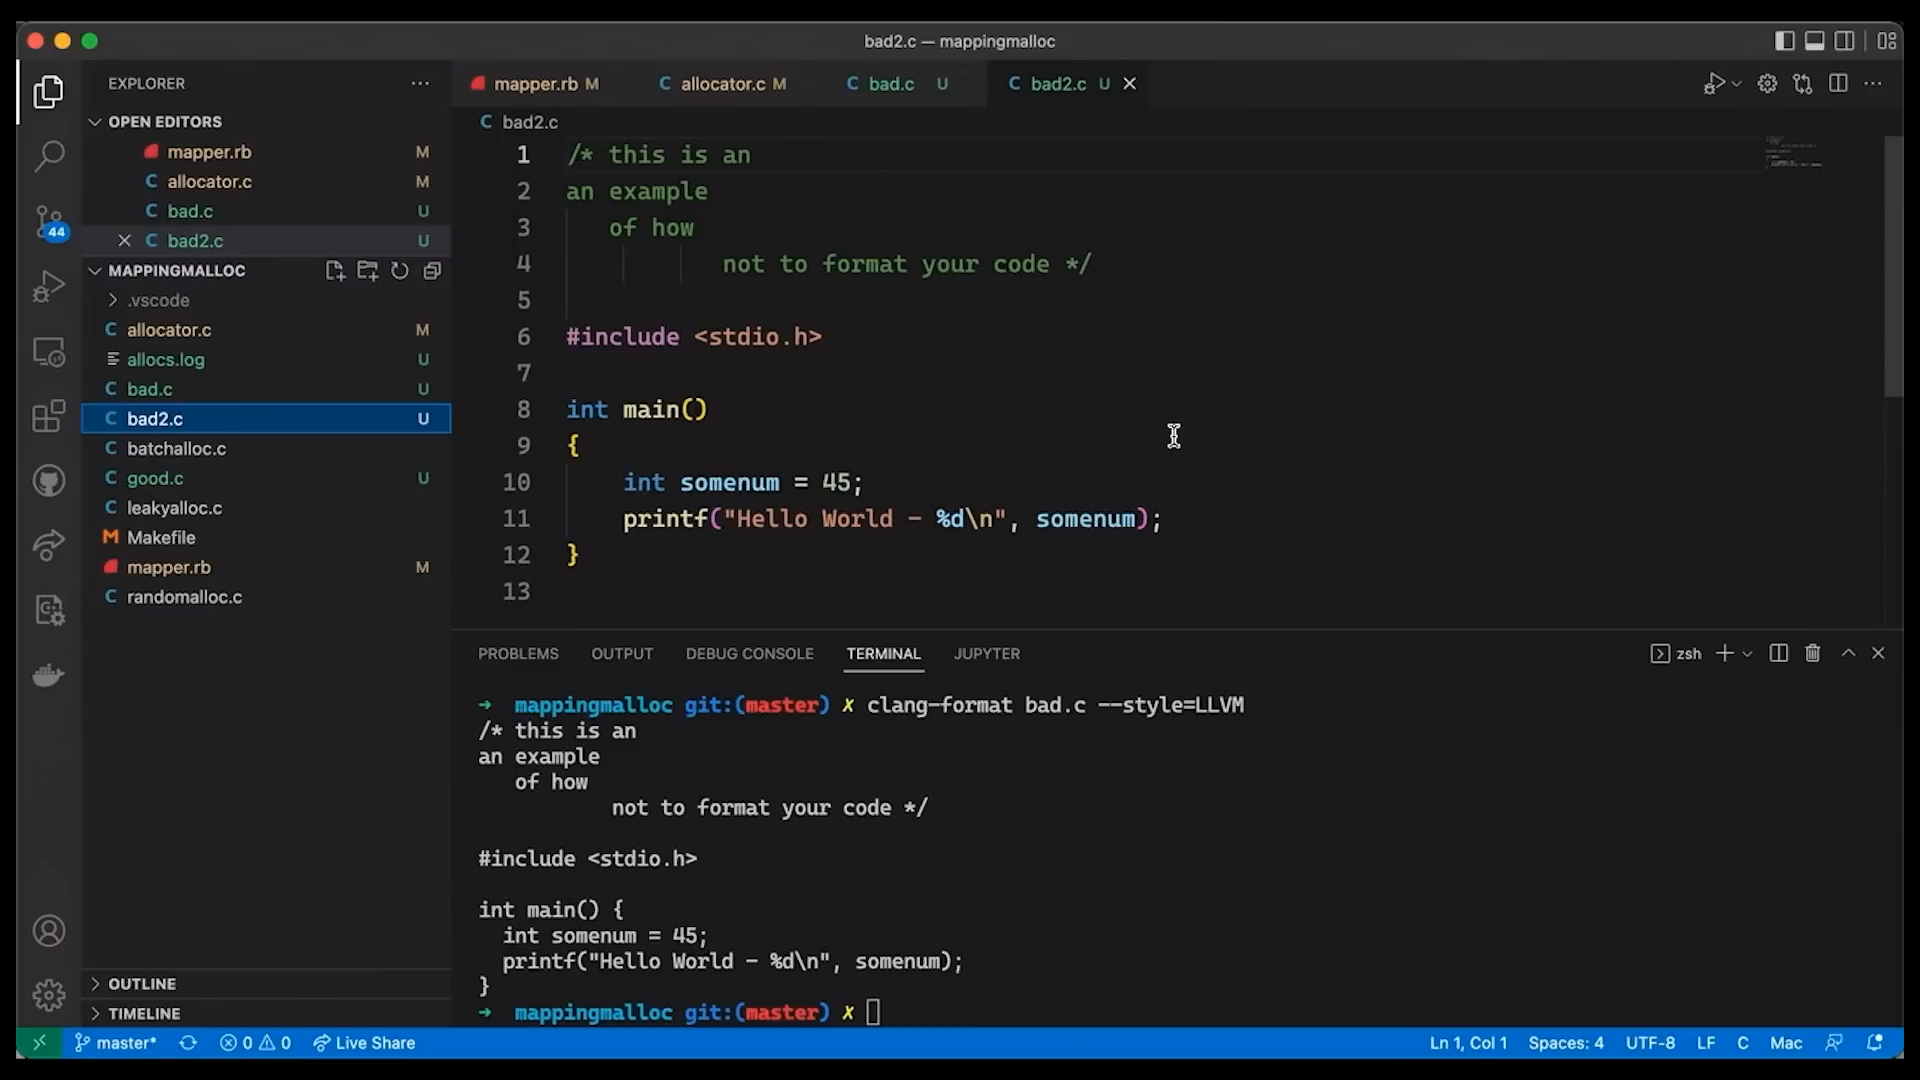 bad2.c — mappingmalloc
EXPLORER
OPEN EDITORS
mapper.rb M
allocator.c M
bad.c U
bad2.c U
MAPPINGMALLOC
.vscode
allocator.c M
allocs.log U
bad.c U
bad2.c U
batchalloc.c
good.c U
leakyalloc.c
Makefile
mapper.rb M
randomalloc.c
OUTLINE
TIMELINE
44
mapper.rb M
allocator.c M
bad.c U
bad2.c U
bad2.c
1 /* this is an
2 an example
3 of how
4 not to format your code */
5
6 #include <stdio.h>
7
8 int main()
9 {
10 int somenum = 45;
11 printf("Hello World - %d\n", somenum);
12 }
13
PROBLEMS OUTPUT DEBUG CONSOLE TERMINAL JUPYTER
zsh
→ mappingmalloc git:(master) ✗ clang-format bad.c --style=LLVM
/* this is an
an example
of how
not to format your code */
#include <stdio.h>
int main() {
int somenum = 45;
printf("Hello World - %d\n", somenum);
}
→ mappingmalloc git:(master) ✗
master* 0 0 Live Share Ln 1, Col 1 Spaces: 4 UTF-8 LF C Mac